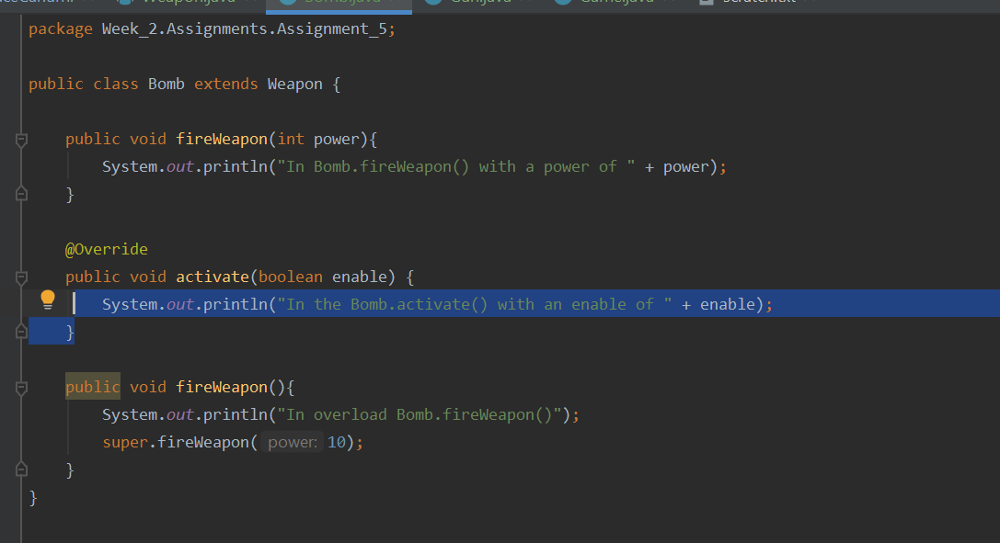 package Week_2.Assignments.Assignment_5;
public class Bomb extends Weapon {
public void fireWeapon(int power){
System.out.println("In Bomb.fireWeapon() with a power of " + power);
}
@Override
public void activate(boolean enable) {
System.out.println("In the Bomb.activate() with an enable of " + enable);
}
public void fireWeapon(){
System.out.println("In overload Bomb.fireWeapon()");
super.fireWeapon( power: 10);
}
}